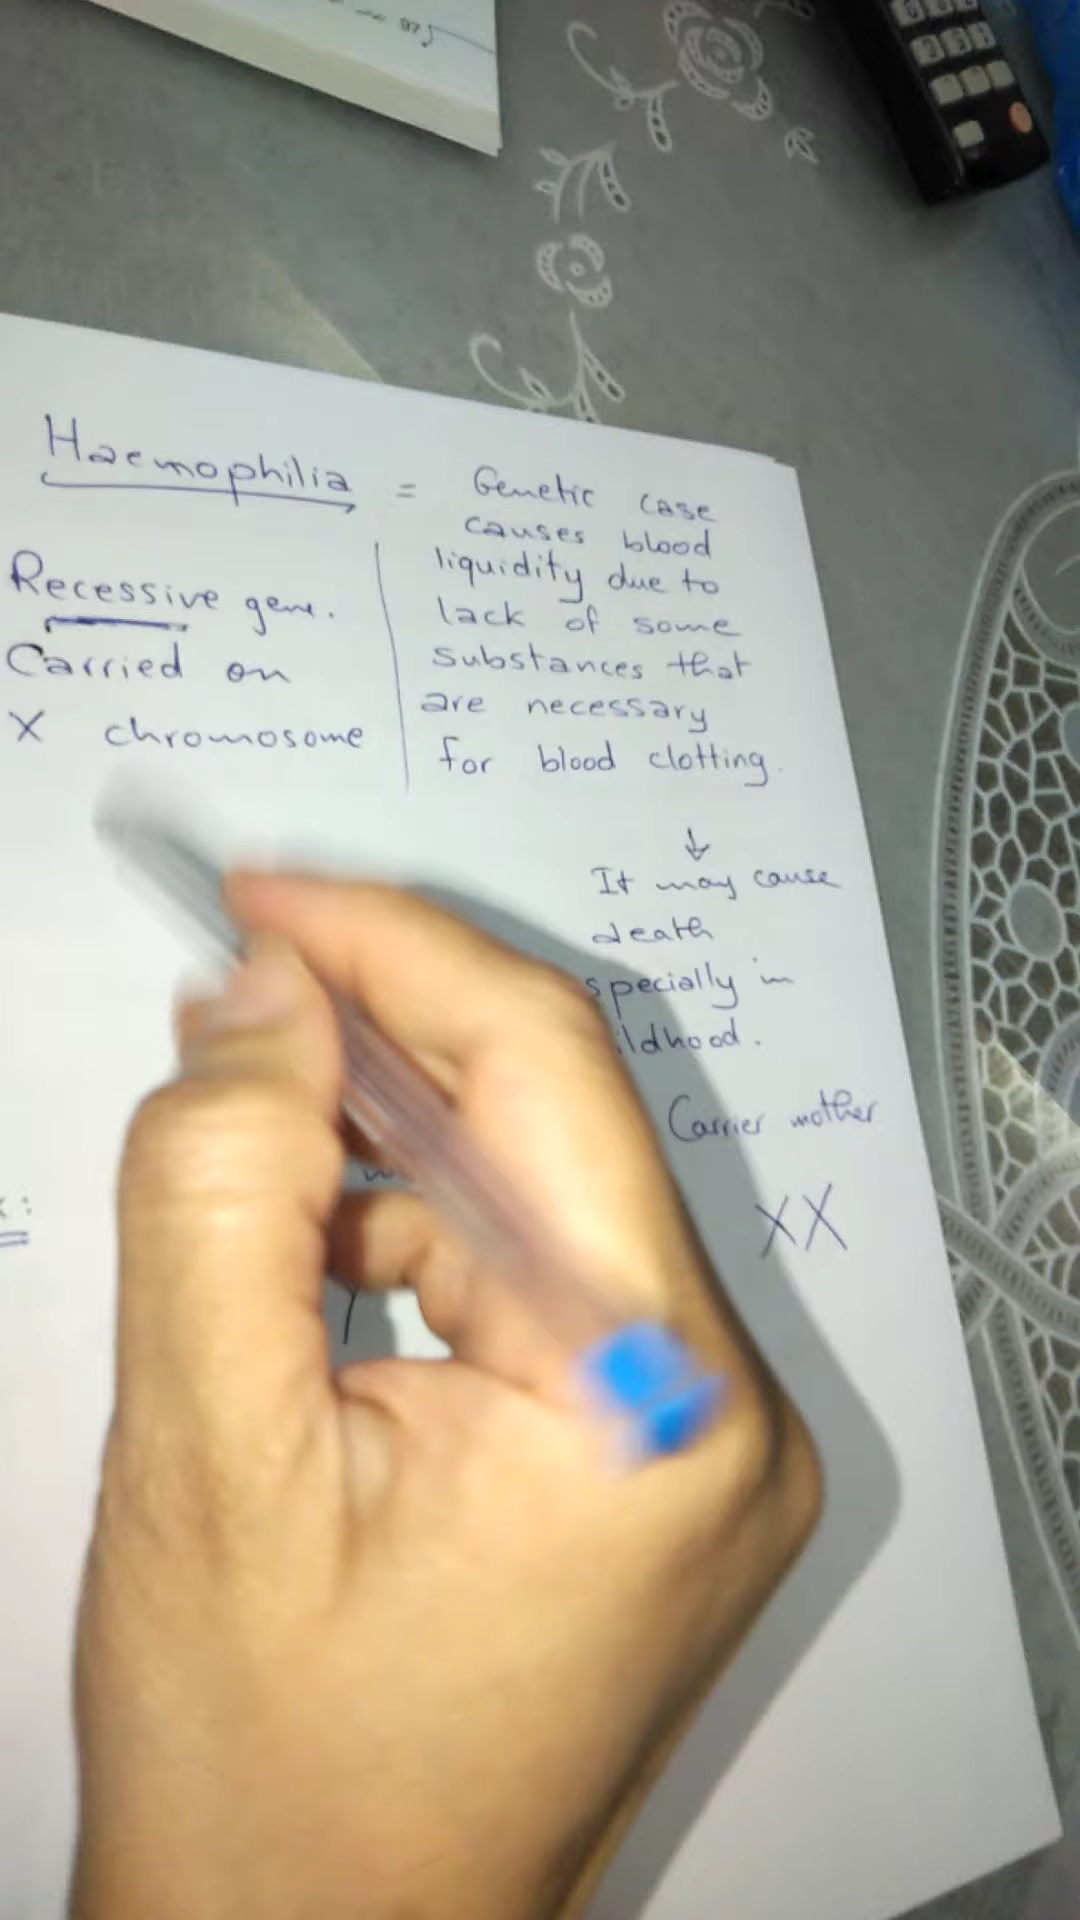 Haemophilia = Genetic case
causes blood
liquidity due to
lack of some
substances that
are necessary
for blood clotting.
Recessive gene.
Carried on
X chromosome
↓
It may cause
death
specially in
ildhood.
Carrier mother
XX
Y